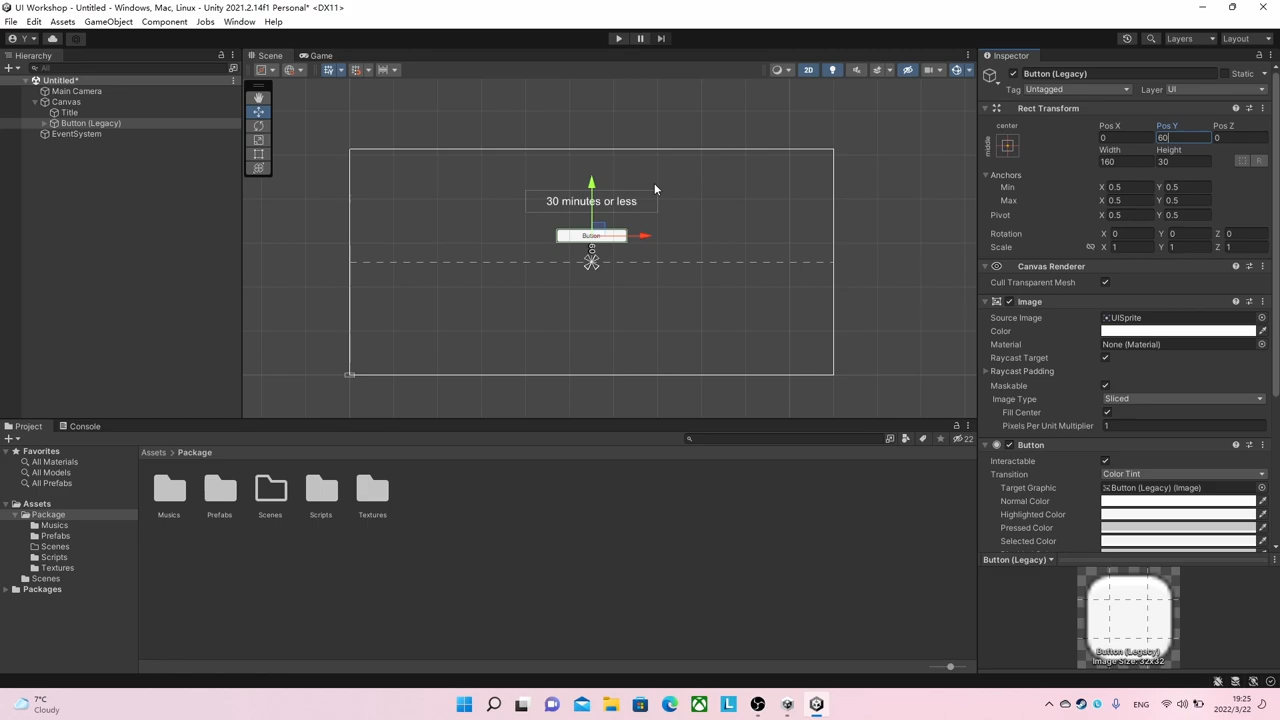 UI Workshop - Untitled - Windows, Mac, Linux - Unity 2021.2.14f1 Personal* <DX11>
File Edit Assets GameObject Component Jobs Window Help
Y Layers Layout
Hierarchy Scene Game Inspector
All 2D
Untitled*
Main Camera
Canvas
Title
Button (Legacy)
EventSystem
30 minutes or less
Button
60
Button (Legacy) Static
Tag Untagged Layer UI
Rect Transform
center
middle
Pos X Pos Y Pos Z
0 60 0
Width Height
160 30
R
Anchors
Min X 0.5 Y 0.5
Max X 0.5 Y 0.5
Pivot X 0.5 Y 0.5
Rotation X 0 Y 0 Z 0
Scale X 1 Y 1 Z 1
Canvas Renderer
Cull Transparent Mesh
Image
Source Image UISprite
Color
Material None (Material)
Raycast Target
Raycast Padding
Maskable
Image Type Sliced
Fill Center
Pixels Per Unit Multiplier 1
Button
Interactable
Transition Color Tint
Target Graphic Button (Legacy) (Image)
Normal Color
Highlighted Color
Pressed Color
Selected Color
Button (Legacy)
Button (Legacy)
Image Size: 32x32
Project Console
22
Favorites
All Materials
All Models
All Prefabs
Assets
Package
Musics
Prefabs
Scenes
Scripts
Textures
Scenes
Packages
Assets > Package
Musics Prefabs Scenes Scripts Textures
7°C
Cloudy
ENG
19:25
2022/3/22